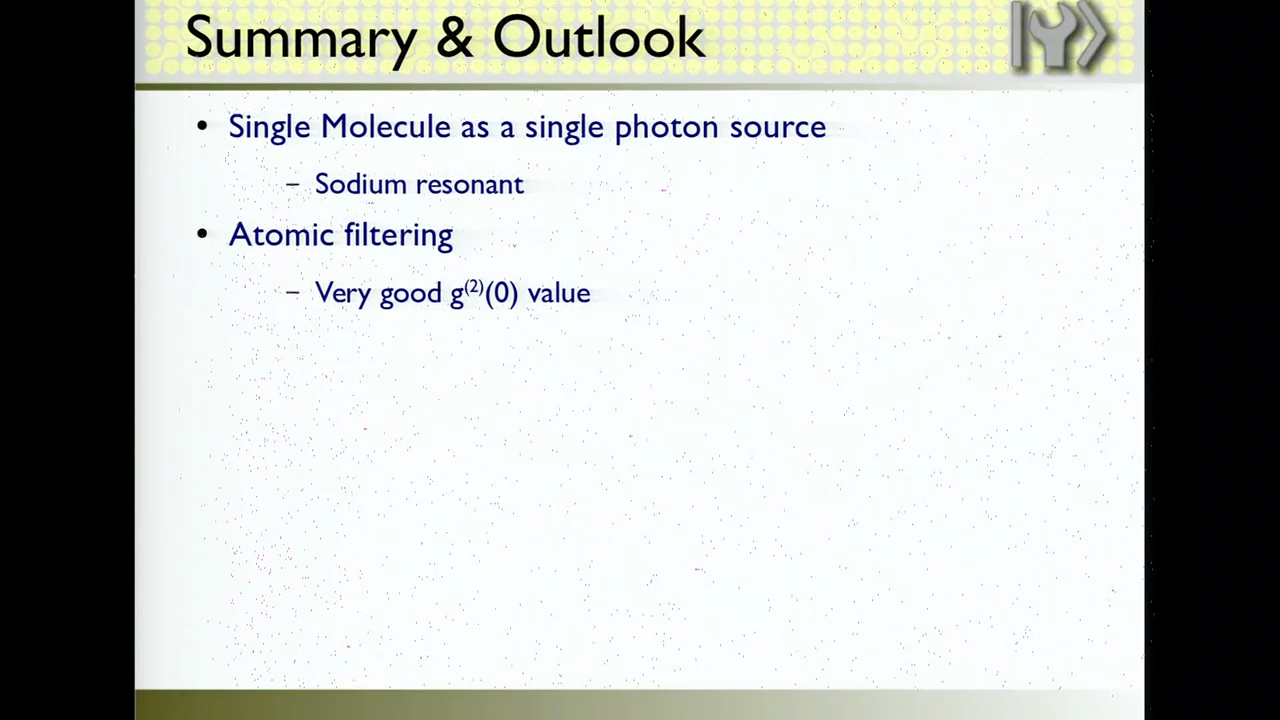 Summary & Outlook
• Single Molecule as a single photon source
– Sodium resonant
• Atomic filtering
– Very good g⁽²⁾(0) value